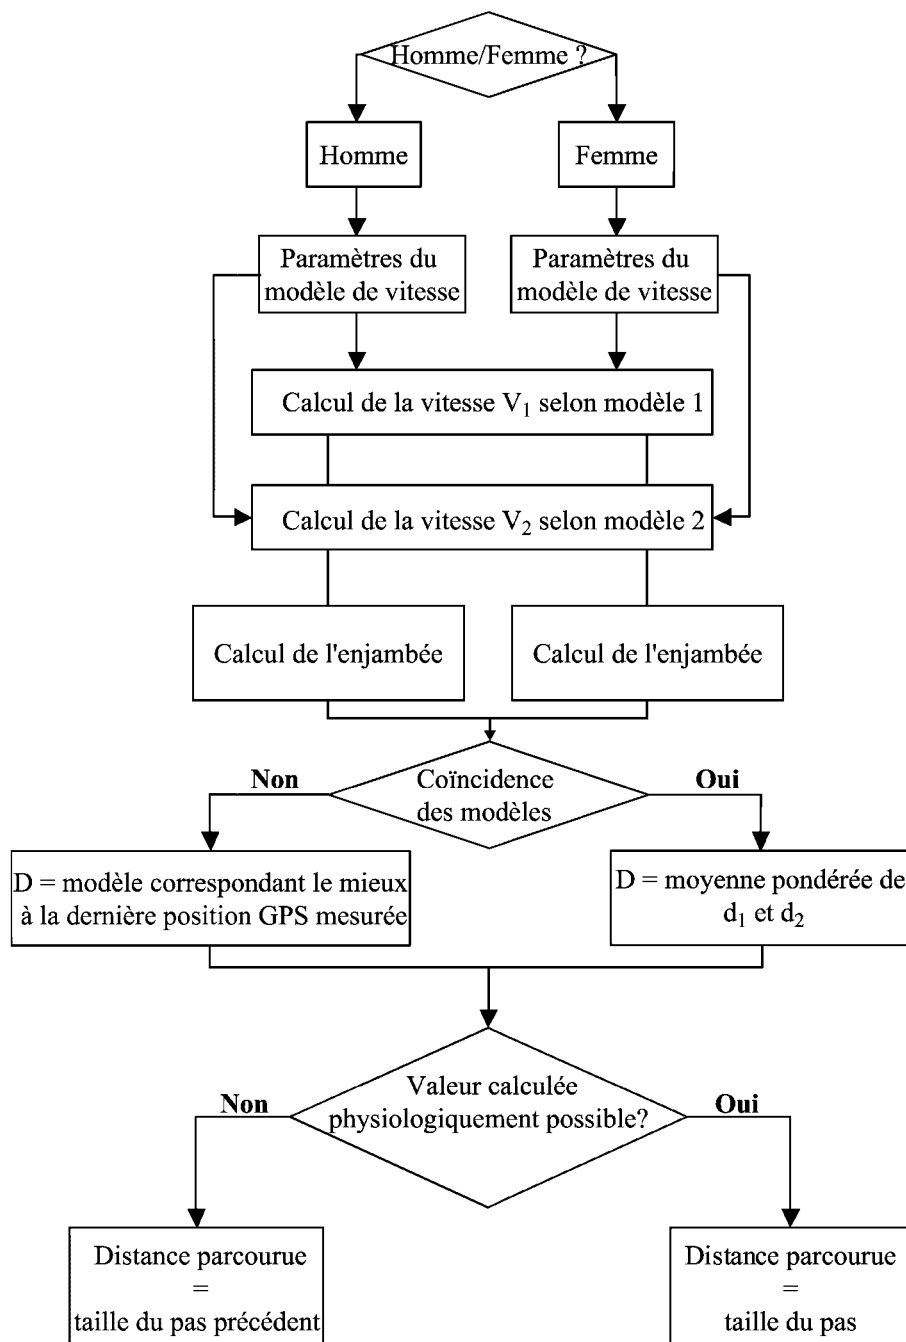 Homme/Femme ?
Homme
Femme
Paramètres du
modèle de vitesse
Paramètres du
modèle de vitesse
Calcul de la vitesse V₁ selon modèle 1
Calcul de la vitesse V₂ selon modèle 2
Calcul de l'enjambée
Calcul de l'enjambée
Non
Coïncidence
des modèles
Oui
D = modèle correspondant le mieux
à la dernière position GPS mesurée
D = moyenne pondérée de
d₁ et d₂
Non
Valeur calculée
physiologiquement possible?
Oui
Distance parcourue
=
taille du pas précédent
Distance parcourue
=
taille du pas